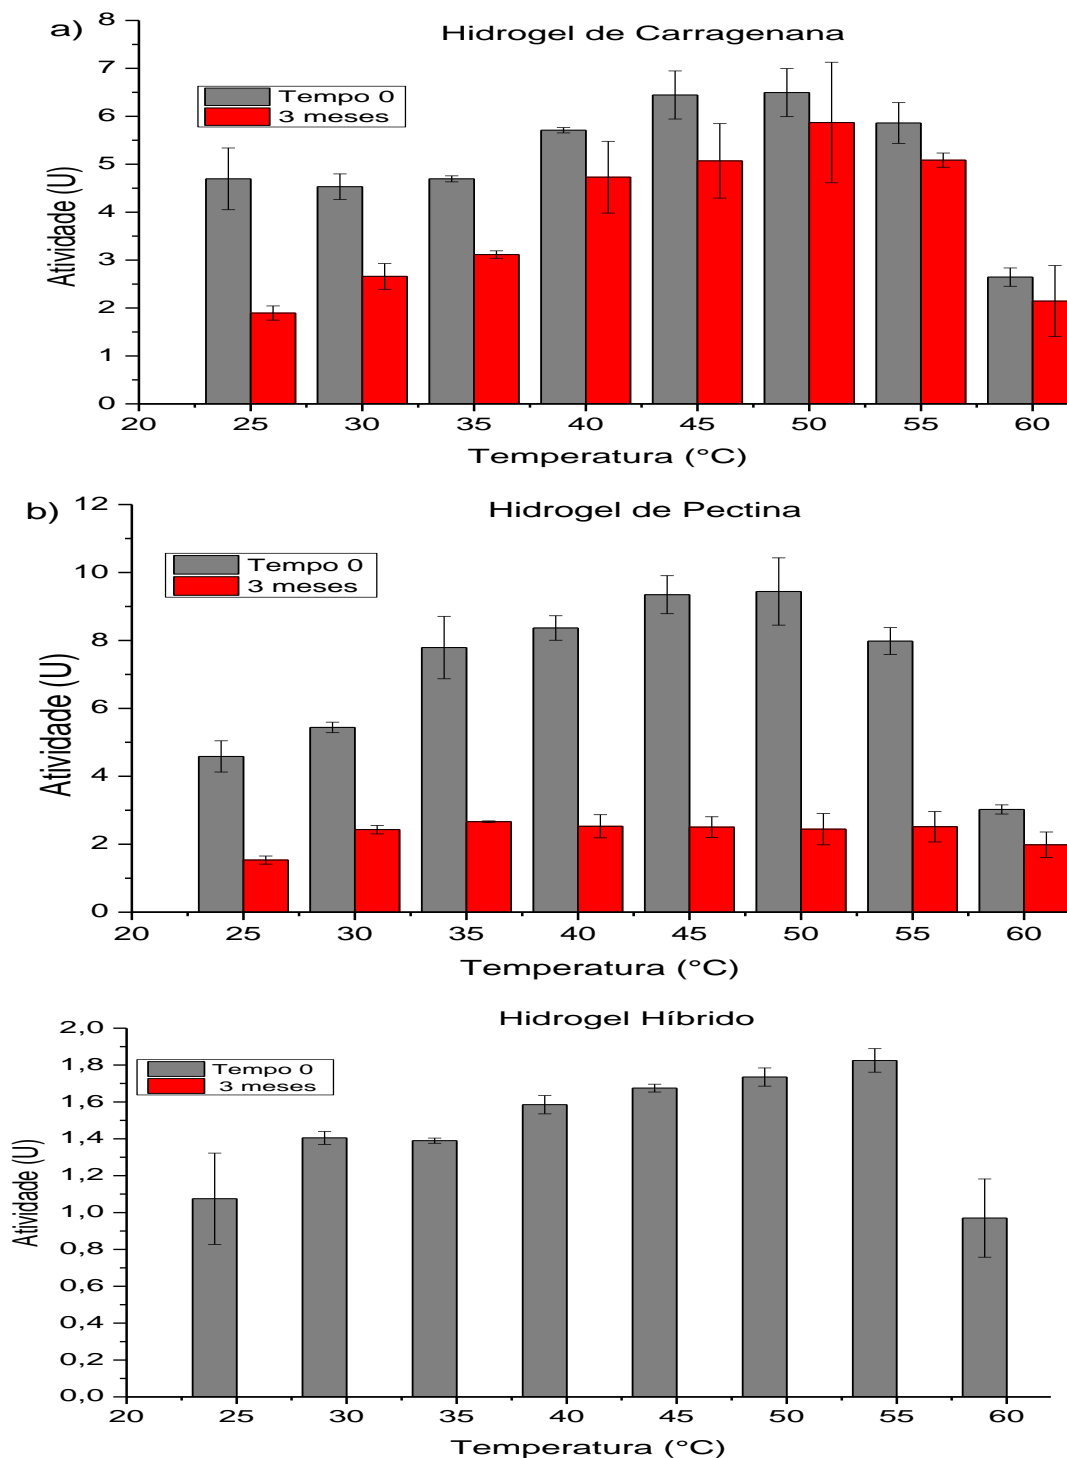 a)
Hidrogel de Carragenana
Tempo 0
3 meses
Atividade (U)
8
7
6
5
4
3
2
1
0
20 25 30 35 40 45 50 55 60
Temperatura (°C)
b)
Hidrogel de Pectina
Tempo 0
3 meses
Atividade (U)
12
10
8
6
4
2
0
20 25 30 35 40 45 50 55 60
Temperatura (°C)
Hidrogel Híbrido
Tempo 0
3 meses
Atividade (U)
2,0
1,8
1,6
1,4
1,2
1,0
0,8
0,6
0,4
0,2
0,0
20 25 30 35 40 45 50 55 60
Temperatura (°C)